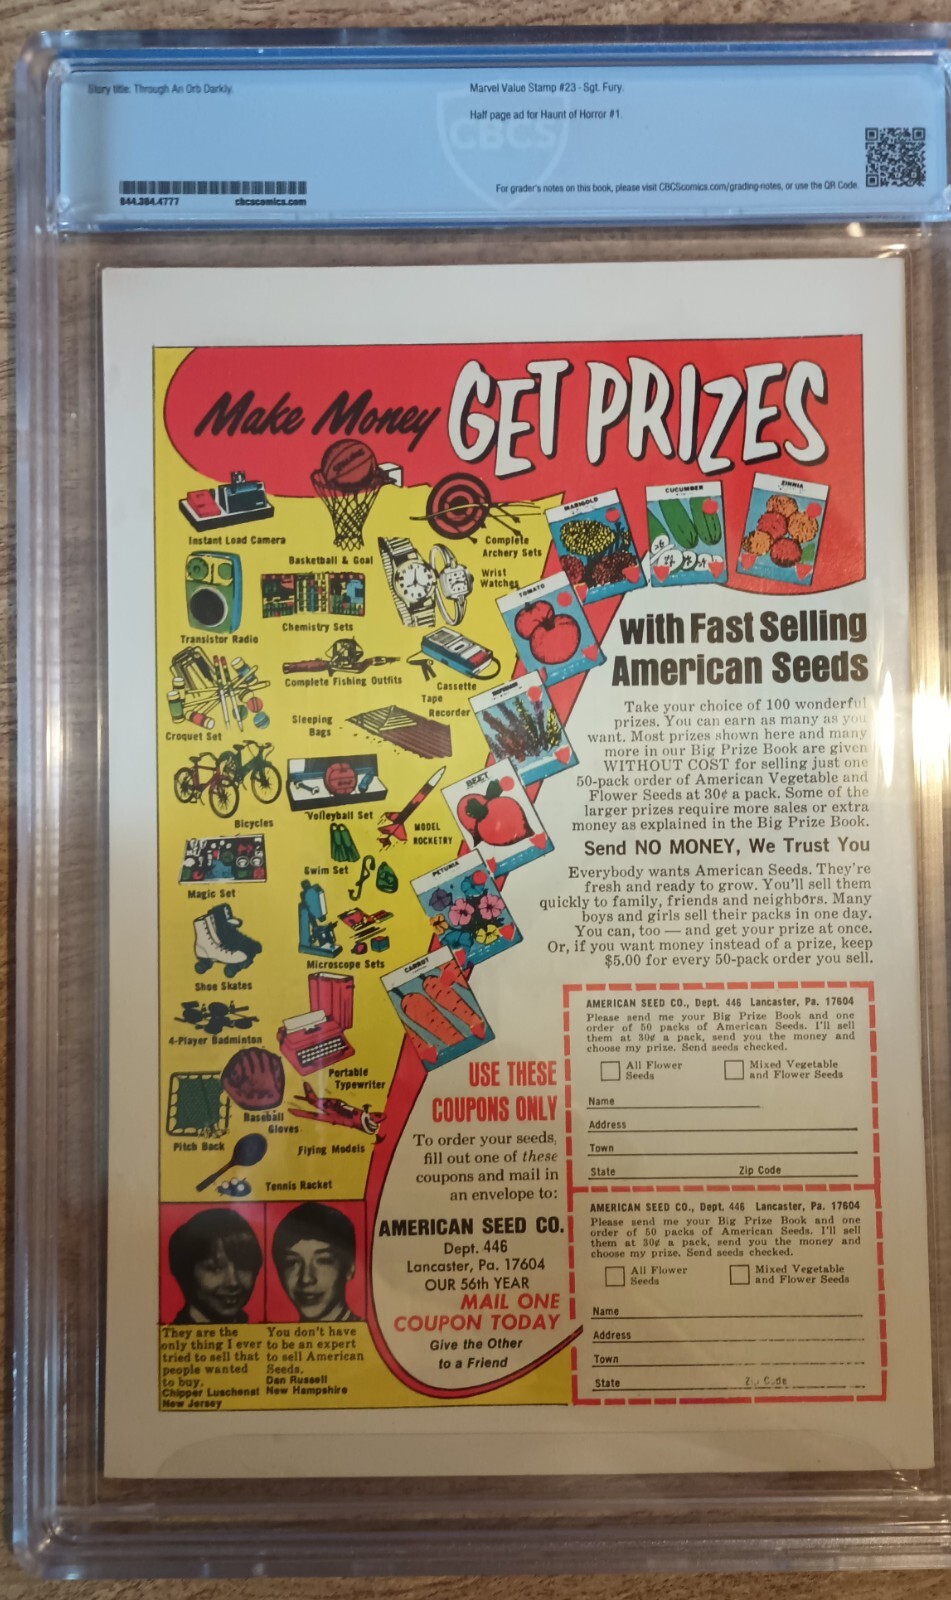 Story title: Through An Orb Darkly.
Marvel Value Stamp #23 - Sgt. Fury.
Half page ad for Haunt of Horror #1.
CBCS
For grader's notes on this book, please visit CBCScomics.com/grading-notes, or use the QR Code.
cbcscomics.com
Make Money GET PRIZES
Instant Load Camera
Basketball & Goal
Complete
Archery Sets
Wrist
Watches
Transistor Radio
Chemistry Sets
Complete Fishing Outfits
Cassette
Tape
Recorder
Croquet Set
Sleeping
Bags
Bicycles
Volleyball Set
MODEL
ROCKETRY
Magic Set
Swim Set
Shoe Skates
Microscope Sets
4-Player Badminton
Portable
Typewriter
Pitch Back
Baseball
Gloves
Flying Models
Tennis Racket
MARIGOLD
CUCUMBER
ZINNIA
TOMATO
BEET
PETUNIA
CARROT
with Fast Selling
American Seeds
Take your choice of 100 wonderful
prizes. You can earn as many as you
want. Most prizes shown here and many
more in our Big Prize Book are given
WITHOUT COST for selling just one
50-pack order of American Vegetable and
Flower Seeds at 30¢ a pack. Some of the
larger prizes require more sales or extra
money as explained in the Big Prize Book.
Send NO MONEY, We Trust You
Everybody wants American Seeds. They're
fresh and ready to grow. You'll sell them
quickly to family, friends and neighbors. Many
boys and girls sell their packs in one day.
You can, too — and get your prize at once.
Or, if you want money instead of a prize, keep
$5.00 for every 50-pack order you sell.
USE THESE
COUPONS ONLY
To order your seeds,
fill out one of these
coupons and mail in
an envelope to:
AMERICAN SEED CO.
Dept. 446
Lancaster, Pa. 17604
OUR 56th YEAR
MAIL ONE
COUPON TODAY
Give the Other
to a Friend
AMERICAN SEED CO., Dept. 446 Lancaster, Pa. 17604
Please send me your Big Prize Book and one
order of 50 packs of American Seeds. I'll sell
them at 30¢ a pack, send you the money and
choose my prize. Send seeds checked.
All Flower
Seeds
Mixed Vegetable
and Flower Seeds
Name
Address
Town
State Zip Code
AMERICAN SEED CO., Dept. 446 Lancaster, Pa. 17604
Please send me your Big Prize Book and one
order of 50 packs of American Seeds. I'll sell
them at 30¢ a pack, send you the money and
choose my prize. Send seeds checked.
All Flower
Seeds
Mixed Vegetable
and Flower Seeds
Name
Address
Town
State Zip Code
They are the
only thing I ever
tried to sell that
people wanted
to buy.
Chipper Luschenat
New Jersey
You don't have
to be an expert
to sell American
Seeds.
Dan Russell
New Hampshire